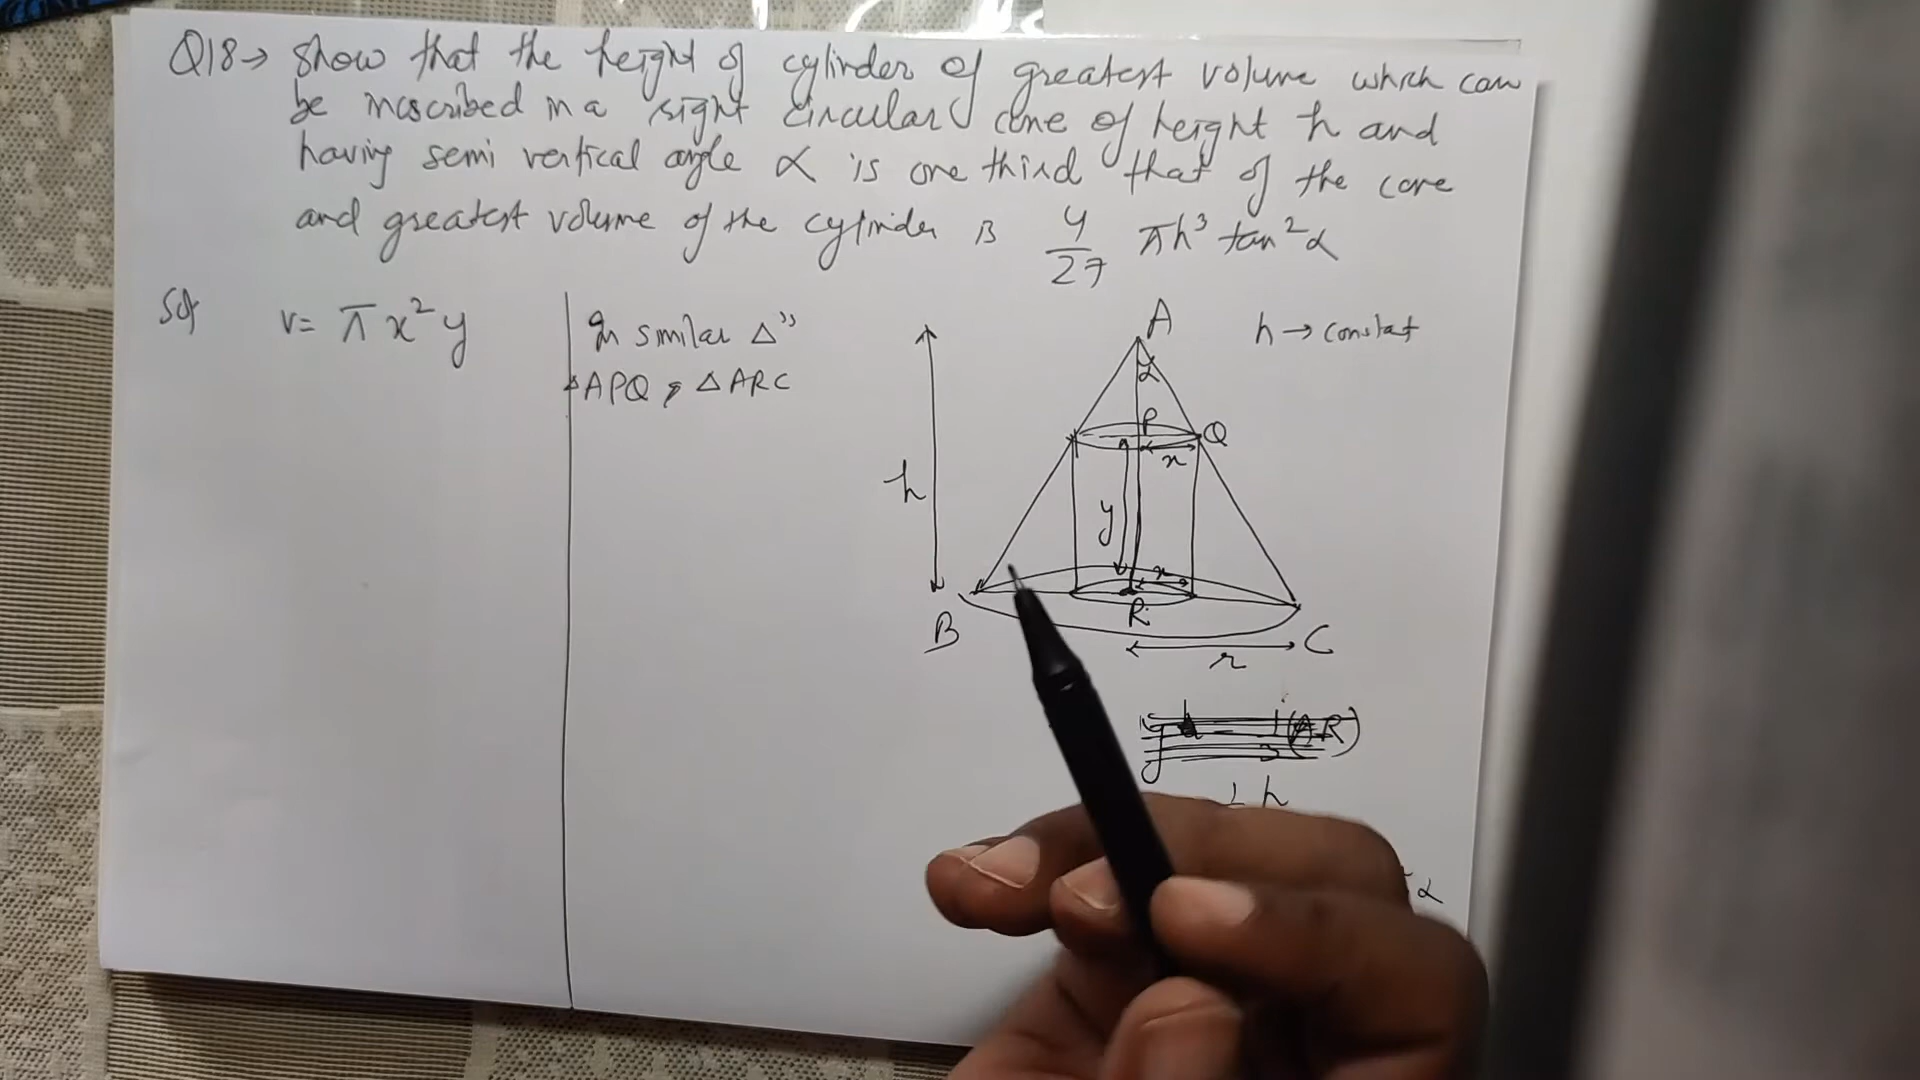 Q18→ Show that the height of cylinder of greatest volume which can
be inscribed in a right circular cone of height h and
having semi vertical angle α is one third that of the cone
and greatest volume of the cylinder is 4/27 πh³ tan²α
Sol
v = πx²y
In similar Δ"
ΔAPQ & ΔARC
h → constat
A
α
P
Q
x
h
y
x
R
B
C
r
h
α